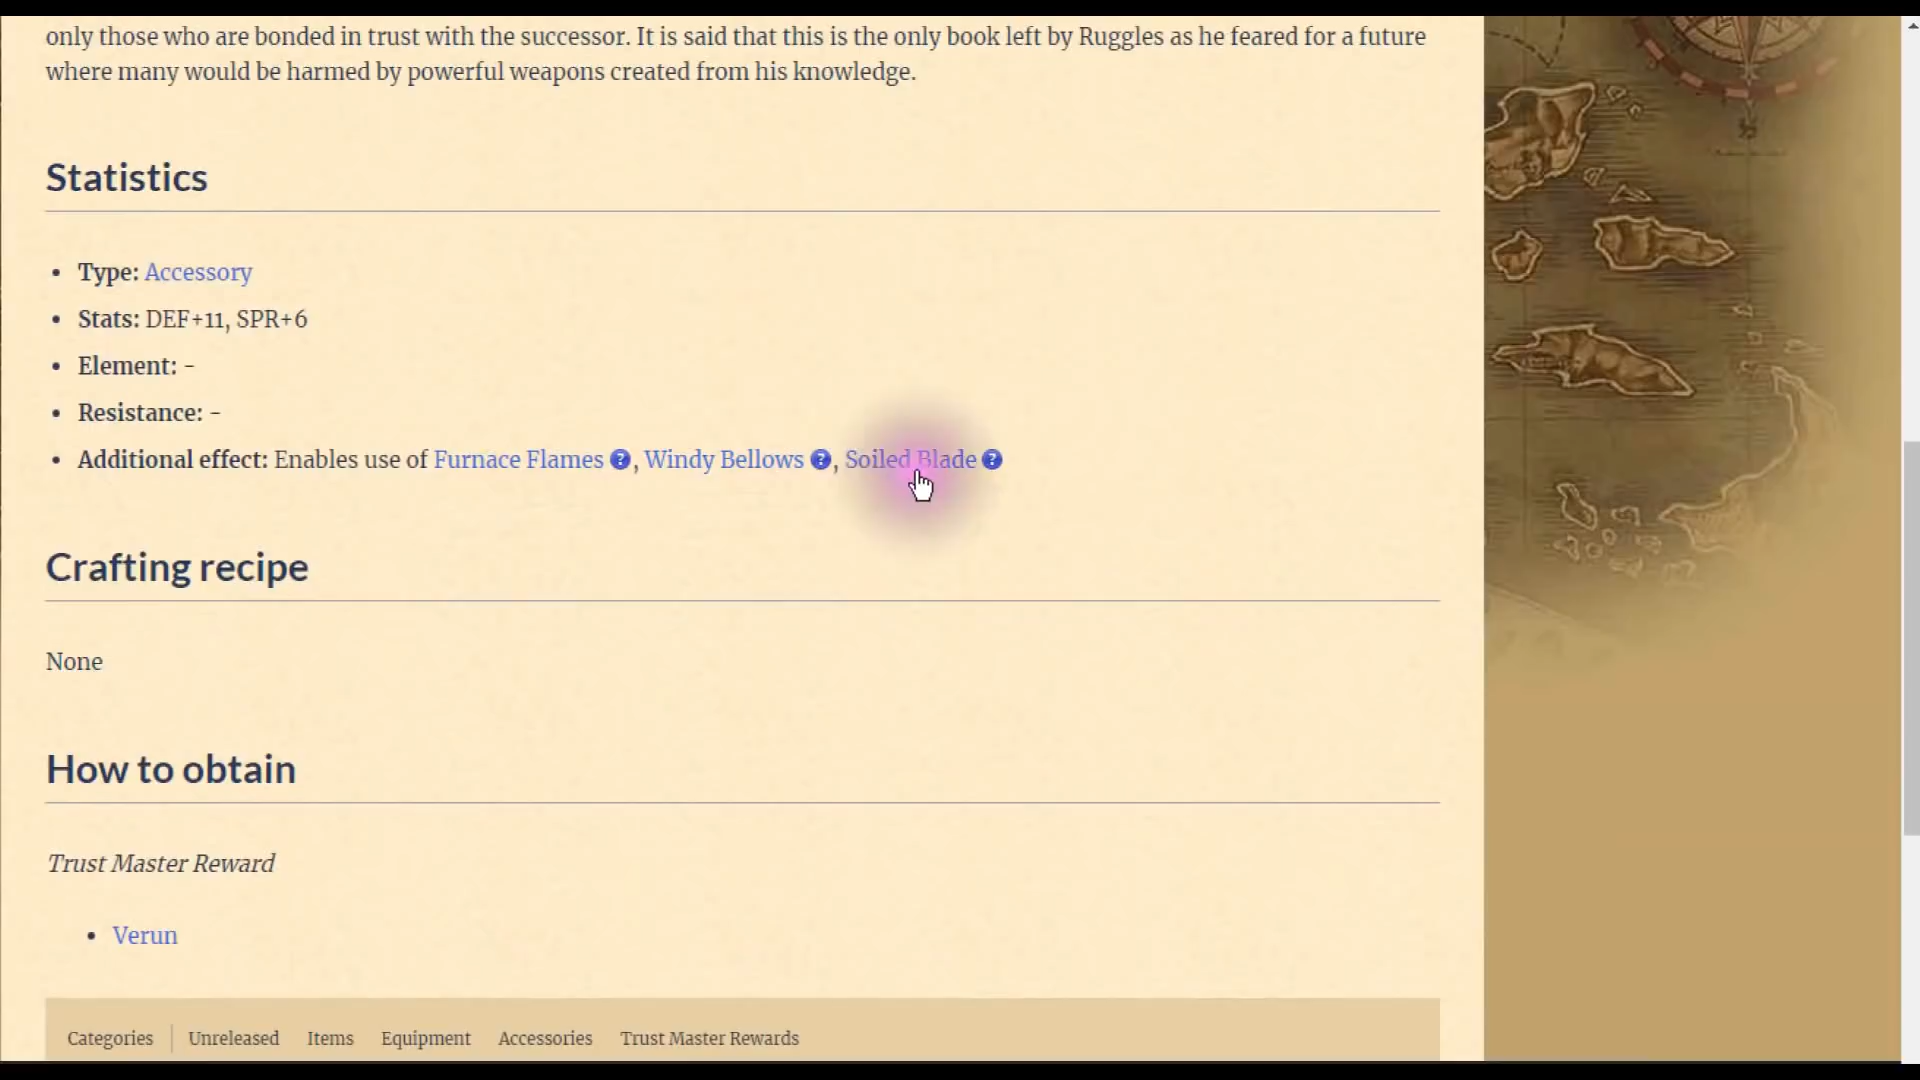 only those who are bonded in trust with the successor. It is said that this is the only book left by Ruggles as he feared for a future
where many would be harmed by powerful weapons created from his knowledge.
Statistics
• Type: Accessory
• Stats: DEF+11, SPR+6
• Element: -
• Resistance: -
• Additional effect: Enables use of Furnace Flames ?, Windy Bellows ?, Soiled Blade ?
Crafting recipe
None
How to obtain
Trust Master Reward
• Verun
Categories | Unreleased Items Equipment Accessories Trust Master Rewards